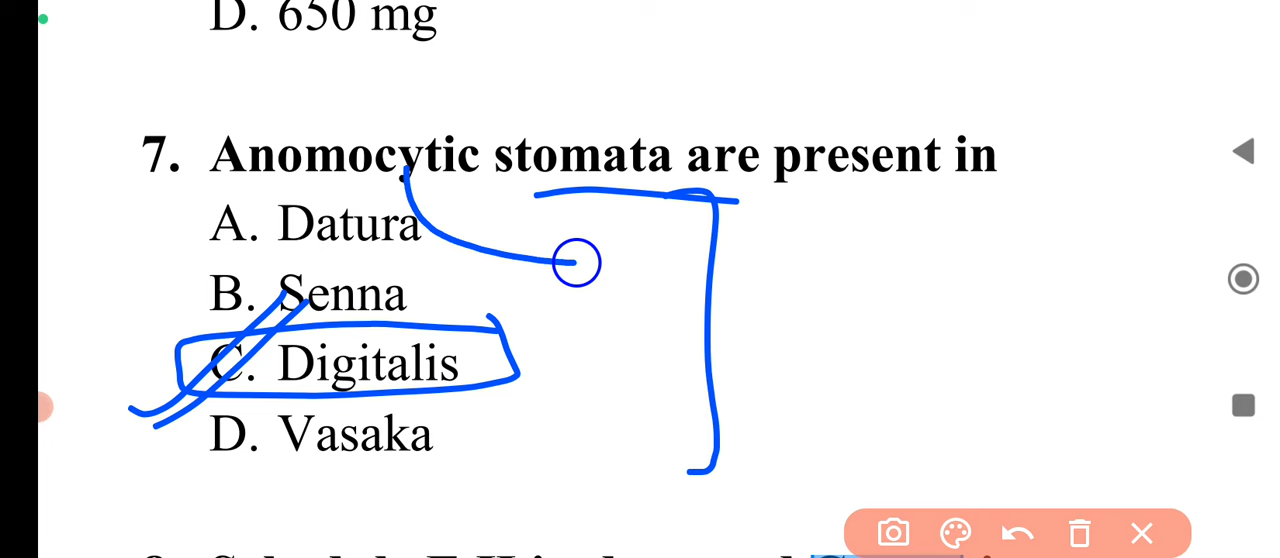 D. 650 mg
7. Anomocytic stomata are present in
A. Datura
B. Senna
C. Digitalis
D. Vasaka